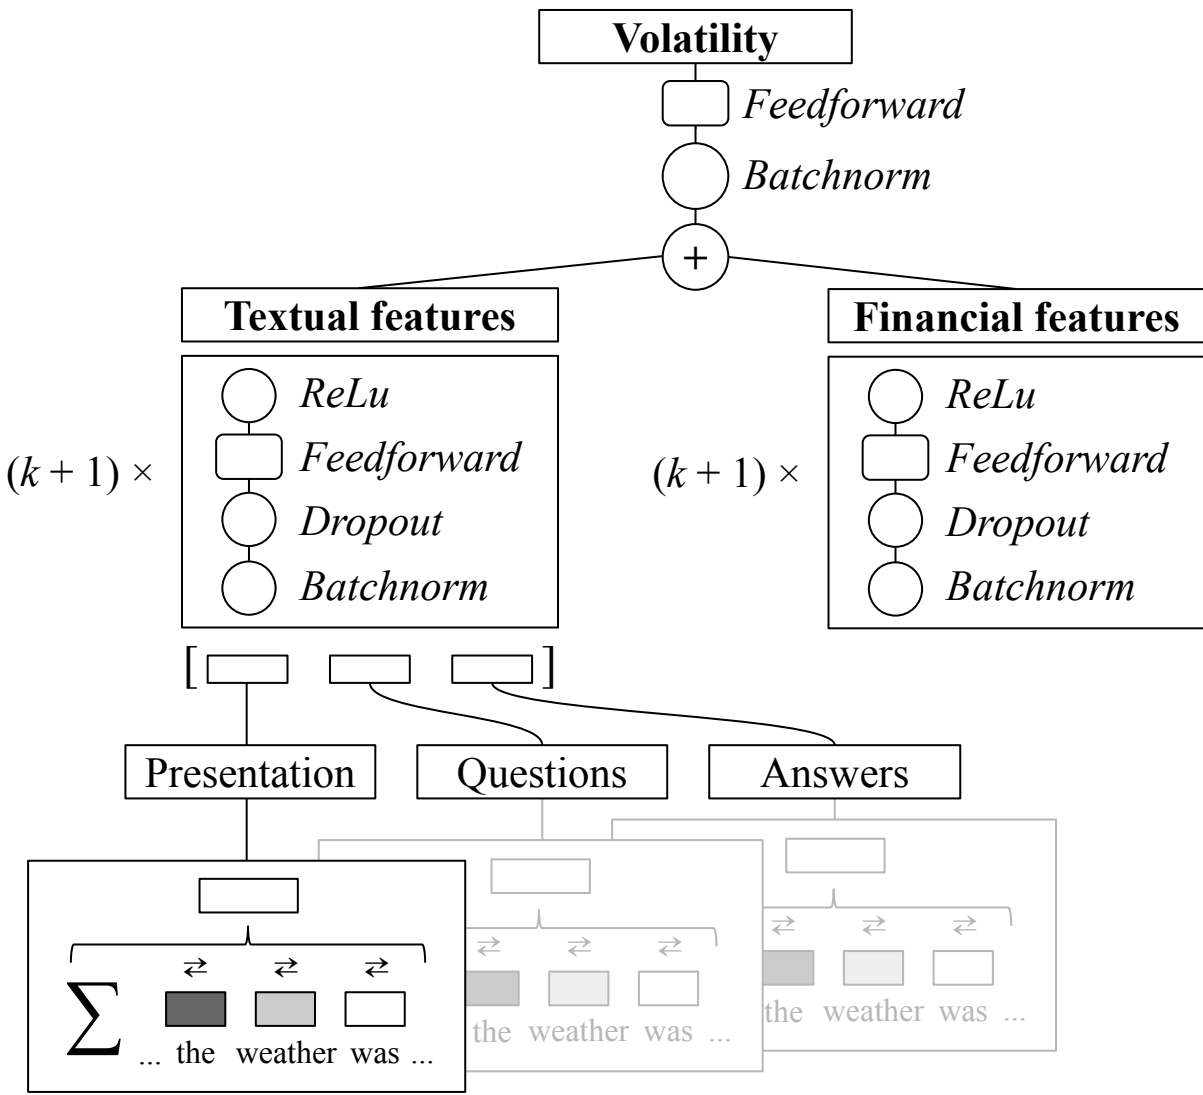 Volatility
Feedforward
Batchnorm
+
Textual features
Financial features
ReLu
Feedforward
Dropout
Batchnorm
(k + 1) ×
ReLu
Feedforward
Dropout
Batchnorm
(k + 1) ×
[ ]
Presentation
Questions
Answers
∑ ... the weather was ...
the weather was ...
the weather was ...